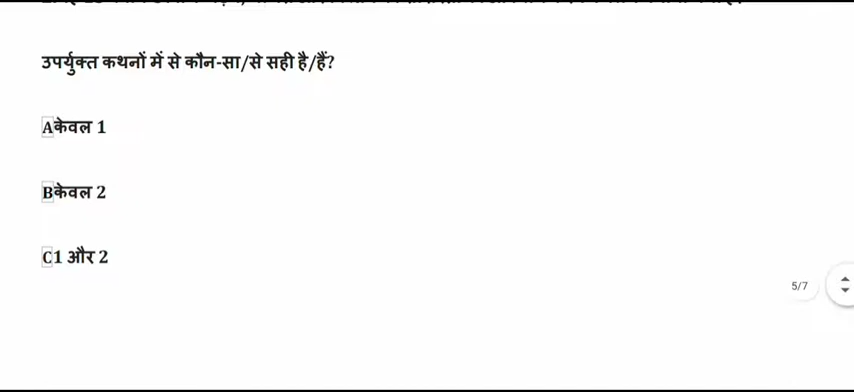 उपर्युक्त कथनों में से कौन-सा/से सही है/हैं?
Aकेवल 1
Bकेवल 2
C1 और 2
5/7